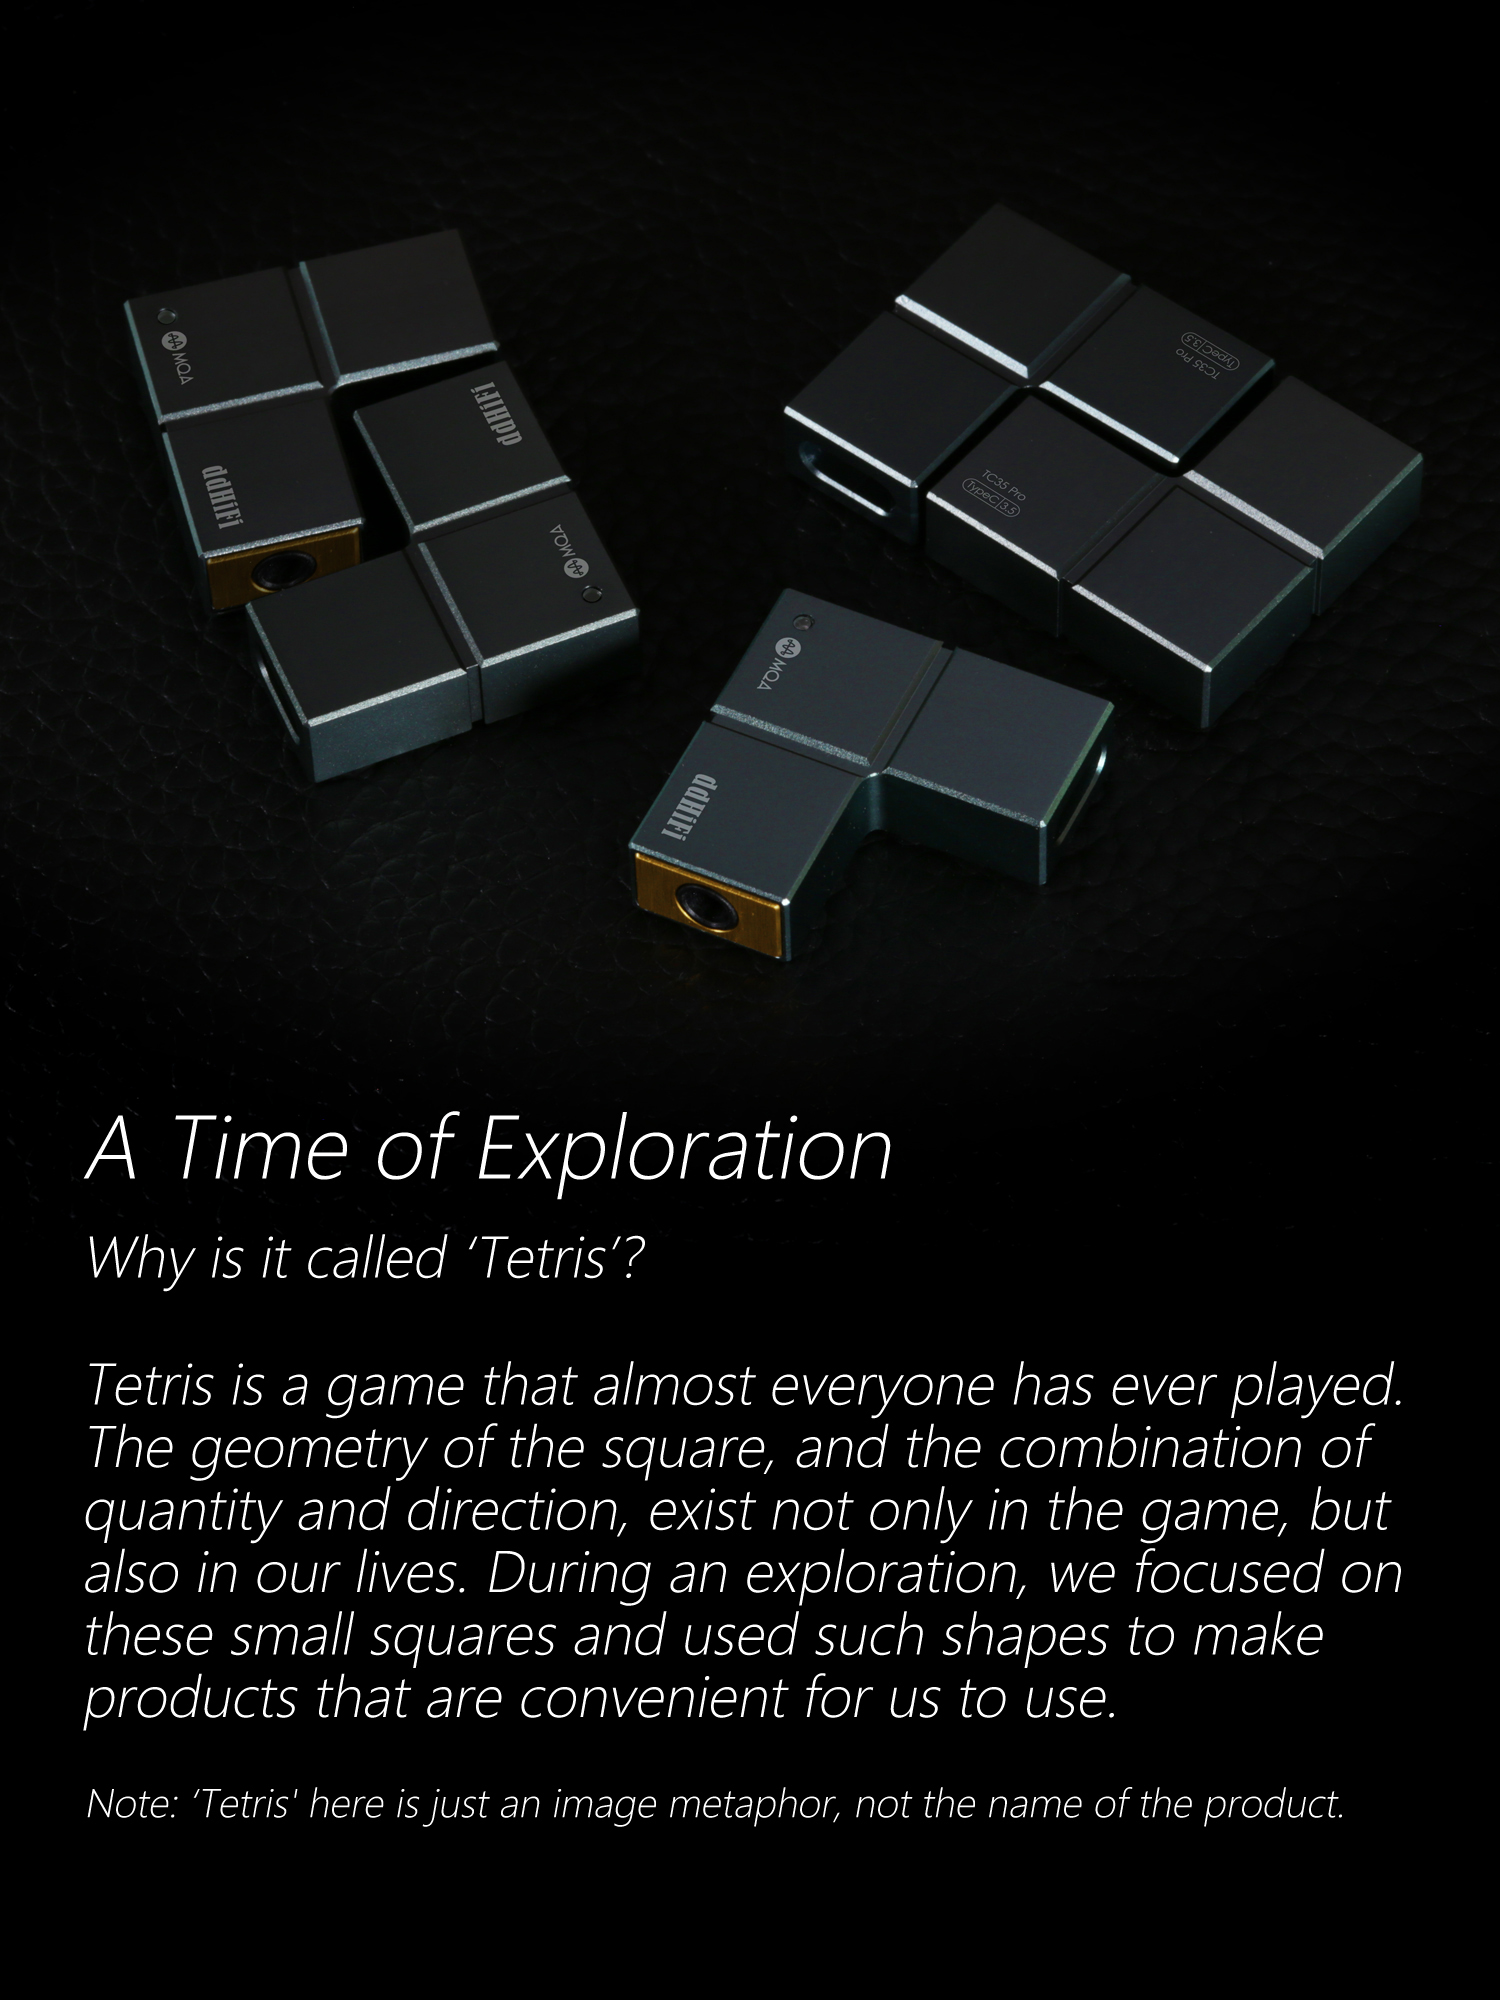 MQA
ddHiFi
ddHiFi
MQA
TC35 Pro
TypeC|3.5
TC35 Pro
TypeC|3.5
MQA
ddHiFi
A Time of Exploration
Why is it called ‘Tetris’?
Tetris is a game that almost everyone has ever played.
The geometry of the square, and the combination of
quantity and direction, exist not only in the game, but
also in our lives. During an exploration, we focused on
these small squares and used such shapes to make
products that are convenient for us to use.
Note: ‘Tetris' here is just an image metaphor, not the name of the product.